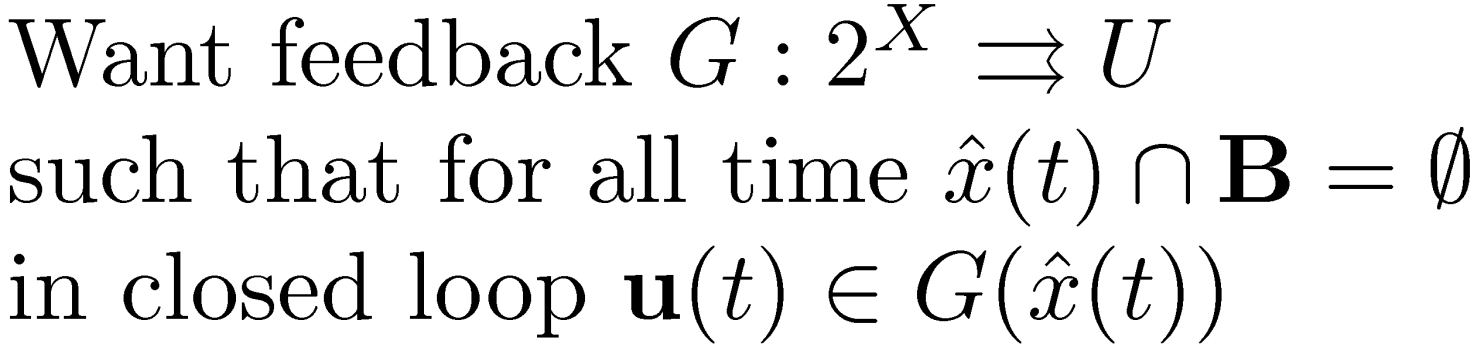 Want feedback G : 2^X ⇉ U
such that for all time x̂(t) ∩ B = ∅
in closed loop u(t) ∈ G(x̂(t))